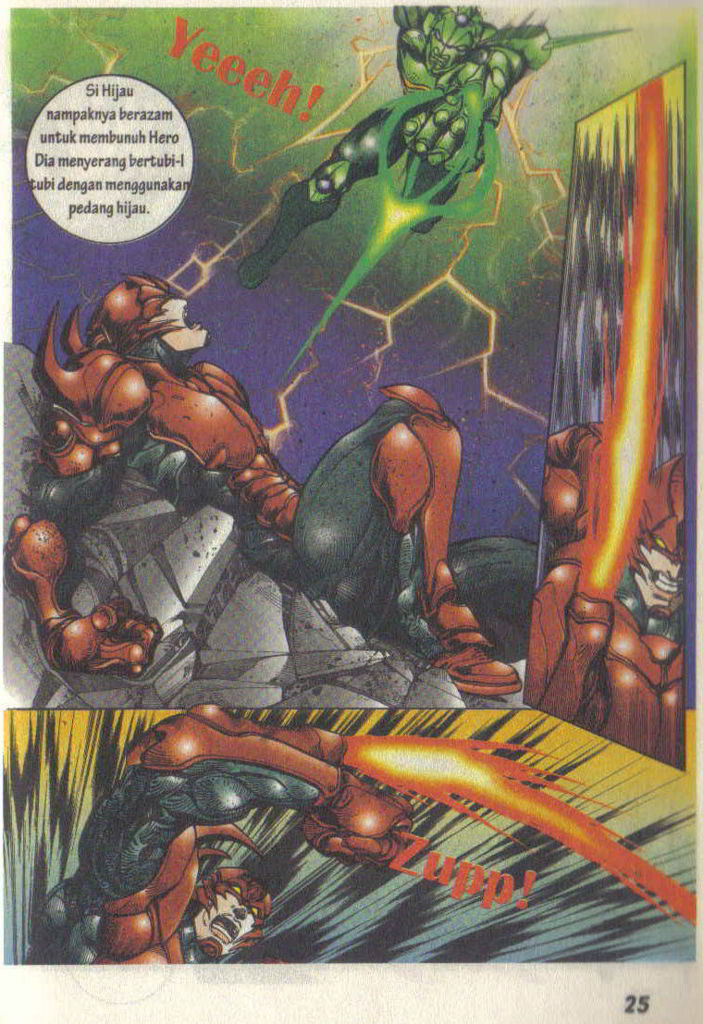 Yeeeh!
Si Hijau
nampaknya berazam
untuk membunuh Hero
Dia menyerang bertubi-l
tubi dengan menggunakan
pedang hijau.
Zupp!
25